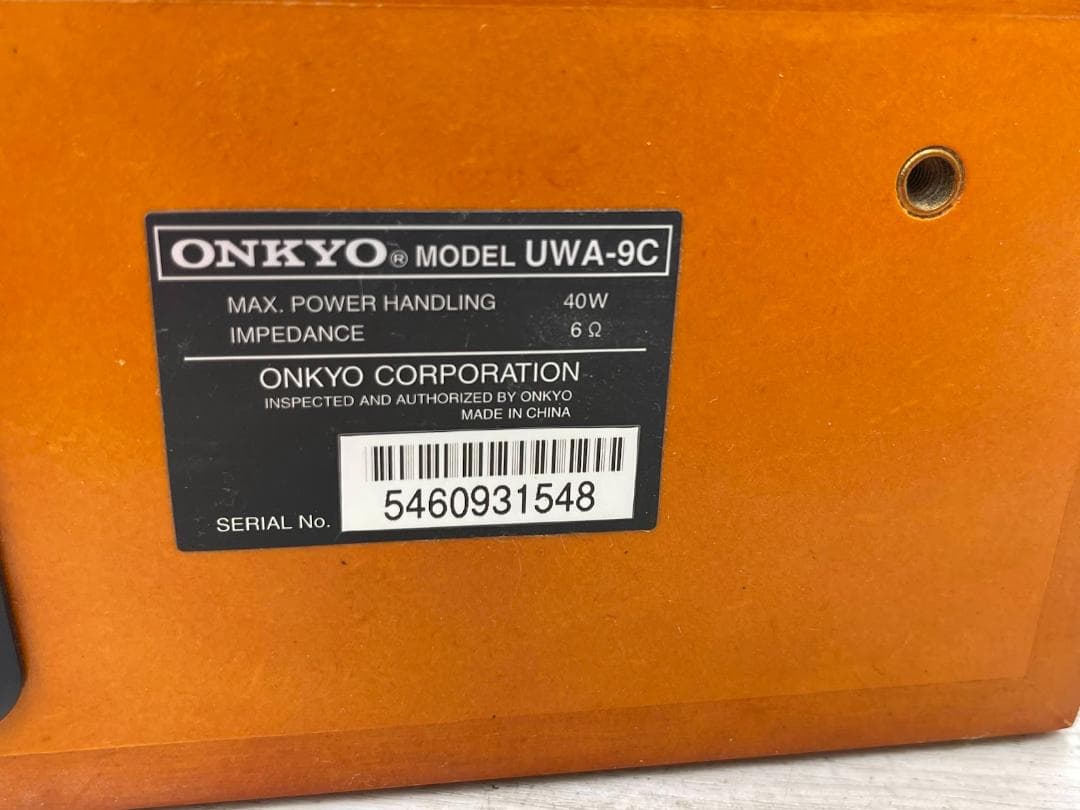 ONKYO® MODEL UWA-9C
MAX. POWER HANDLING 40W
IMPEDANCE 6 Ω
ONKYO CORPORATION
INSPECTED AND AUTHORIZED BY ONKYO
MADE IN CHINA
5460931548
SERIAL No.